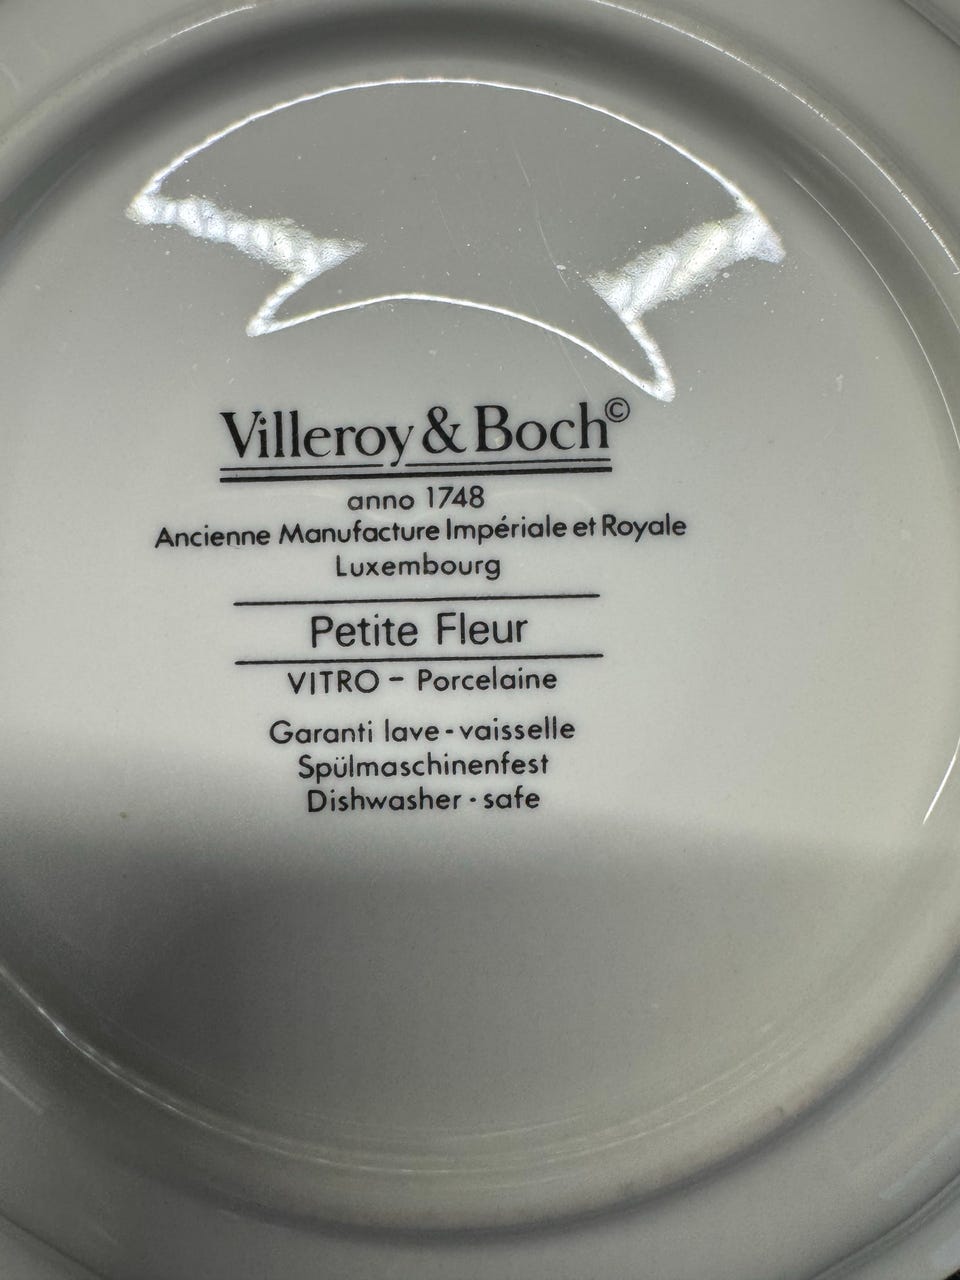 Villeroy & Boch©
anno 1748
Ancienne Manufacture Impériale et Royale
Luxembourg
Petite Fleur
VITRO - Porcelaine
Garanti lave-vaisselle
Spülmaschinenfest
Dishwasher-safe